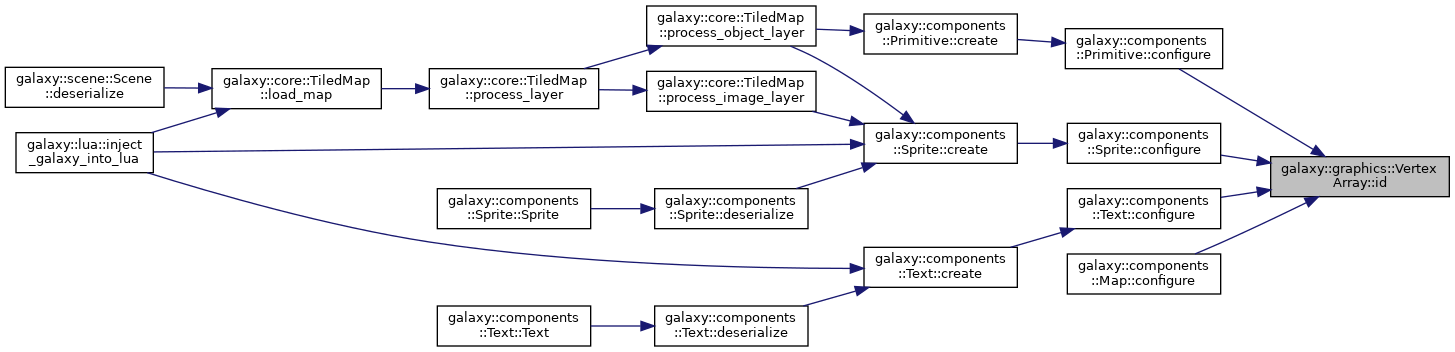 galaxy::scene::Scene
::deserialize
galaxy::lua::inject
_galaxy_into_lua
galaxy::core::TiledMap
::load_map
galaxy::core::TiledMap
::process_layer
galaxy::components
::Sprite::Sprite
galaxy::components
::Text::Text
galaxy::core::TiledMap
::process_object_layer
galaxy::core::TiledMap
::process_image_layer
galaxy::components
::Sprite::deserialize
galaxy::components
::Text::deserialize
galaxy::components
::Primitive::create
galaxy::components
::Sprite::create
galaxy::components
::Text::create
galaxy::components
::Primitive::configure
galaxy::components
::Sprite::configure
galaxy::components
::Text::configure
galaxy::components
::Map::configure
galaxy::graphics::Vertex
Array::id